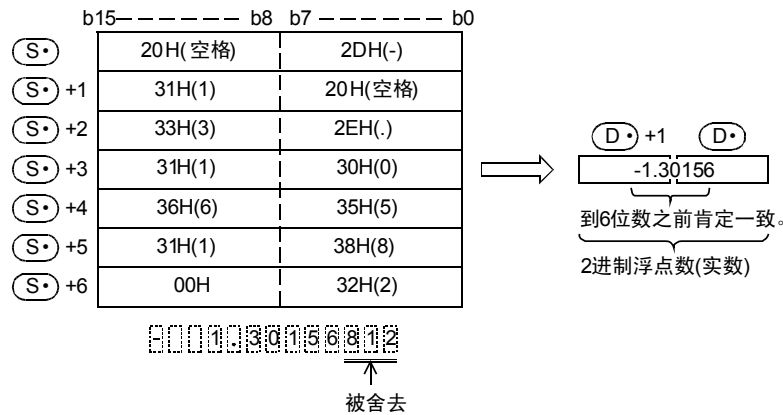 b15 b8 b7 b0
S· 20H(空格) 2DH(-)
S· +1 31H(1) 20H(空格)
S· +2 33H(3) 2EH(.)
S· +3 31H(1) 30H(0)
S· +4 36H(6) 35H(5)
S· +5 31H(1) 38H(8)
S· +6 00H 32H(2)
D· +1 D·
-1.30156
到6位数之前肯定一致。
2进制浮点数(实数)
- 1.30156812
被舍去